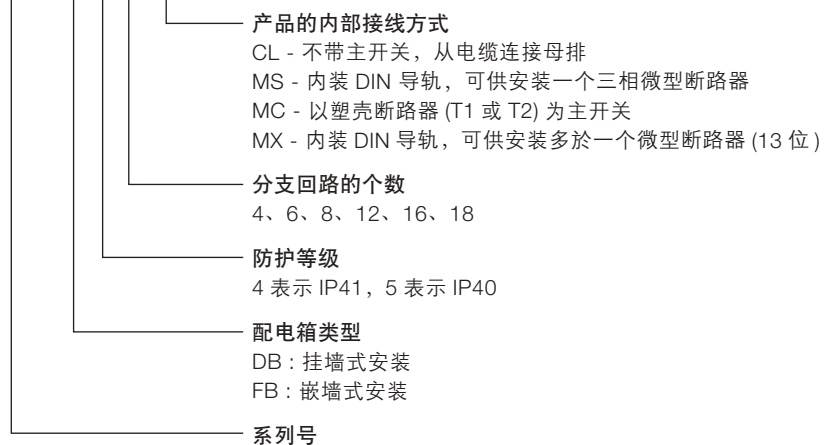 产品的内部接线方式
CL - 不带主开关，从电缆连接母排
MS - 内装 DIN 导轨，可供安装一个三相微型断路器
MC - 以塑壳断路器 (T1 或 T2) 为主开关
MX - 内装 DIN 导轨，可供安装多於一个微型断路器 (13 位 )
分支回路的个数
4、6、8、12、16、18
防护等级
4 表示 IP41，5 表示 IP40
配电箱类型
DB : 挂墙式安装
FB : 嵌墙式安装
系列号